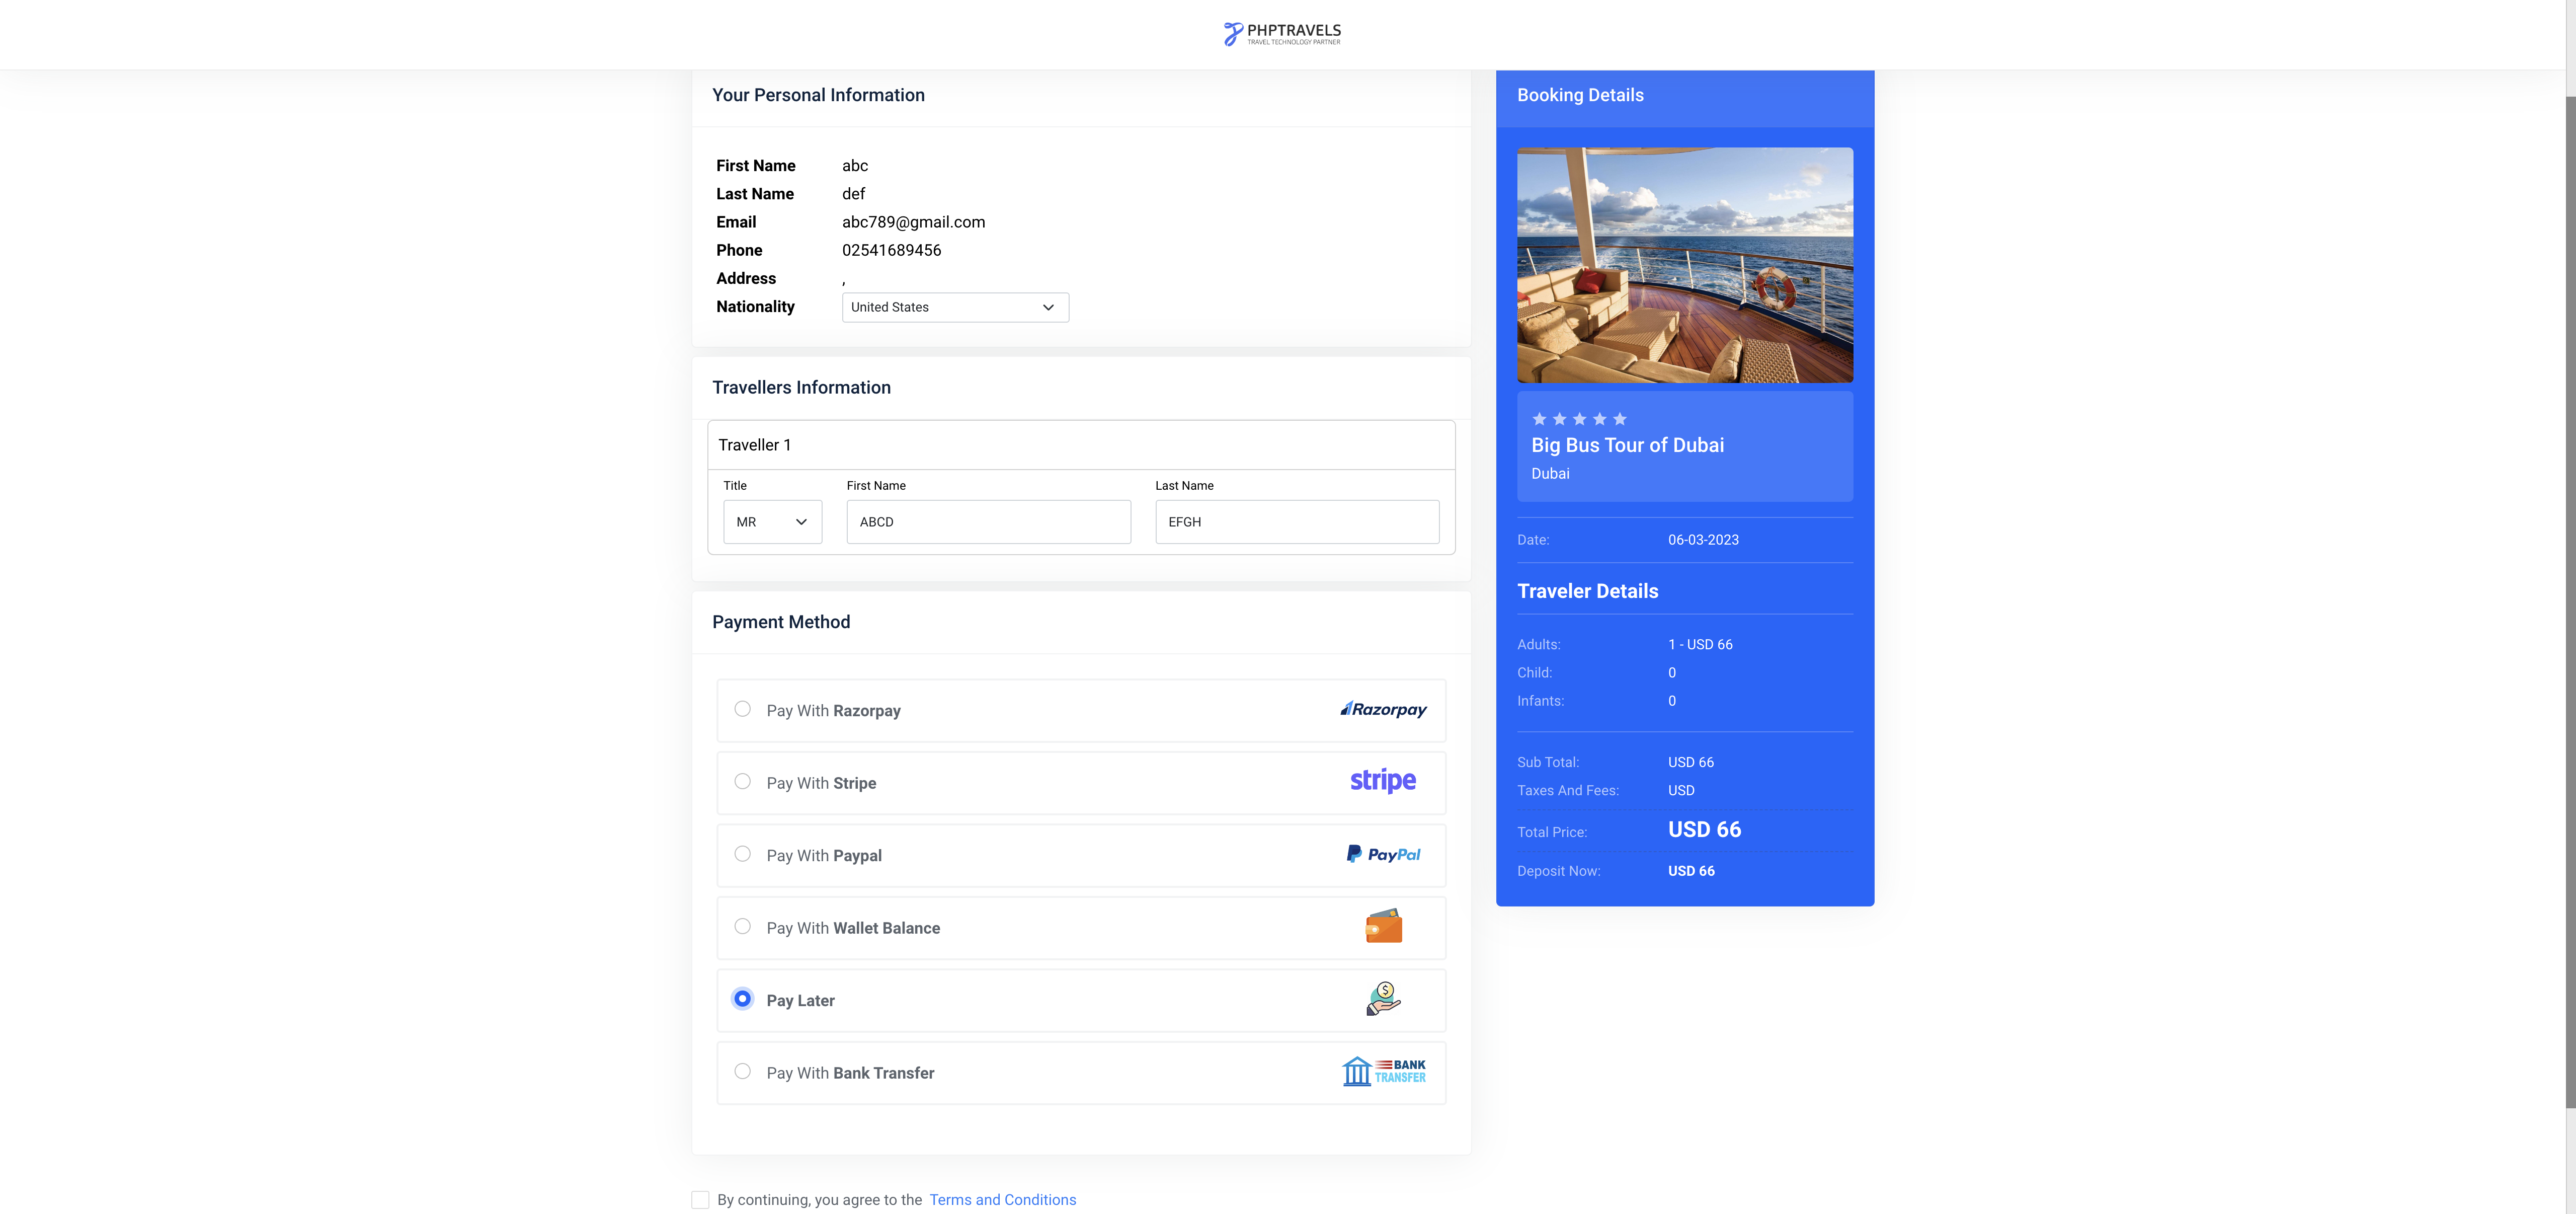 PHPTRAVELS
TRAVEL TECHNOLOGY PARTNER
Your Personal Information
First Name abc
Last Name def
Email abc789@gmail.com
Phone 02541689456
Address ,
Nationality United States
Travellers Information
Traveller 1
Title First Name Last Name
MR ABCD EFGH
Payment Method
Pay With Razorpay Razorpay
Pay With Stripe stripe
Pay With Paypal PayPal
Pay With Wallet Balance
Pay Later
Pay With Bank Transfer BANK TRANSFER
By continuing, you agree to the Terms and Conditions
Booking Details
Big Bus Tour of Dubai
Dubai
Date: 06-03-2023
Traveler Details
Adults: 1 - USD 66
Child: 0
Infants: 0
Sub Total: USD 66
Taxes And Fees: USD
Total Price: USD 66
Deposit Now: USD 66